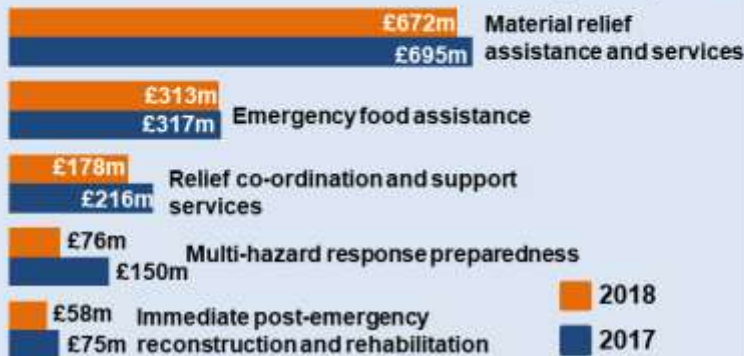 £672m Material relief
£695m assistance and services
£313m
£317m Emergency food assistance
£178m Relief co-ordination and support
£216m services
£76m Multi-hazard response preparedness
£150m
£58m Immediate post-emergency
£75m reconstruction and rehabilitation
2018
2017